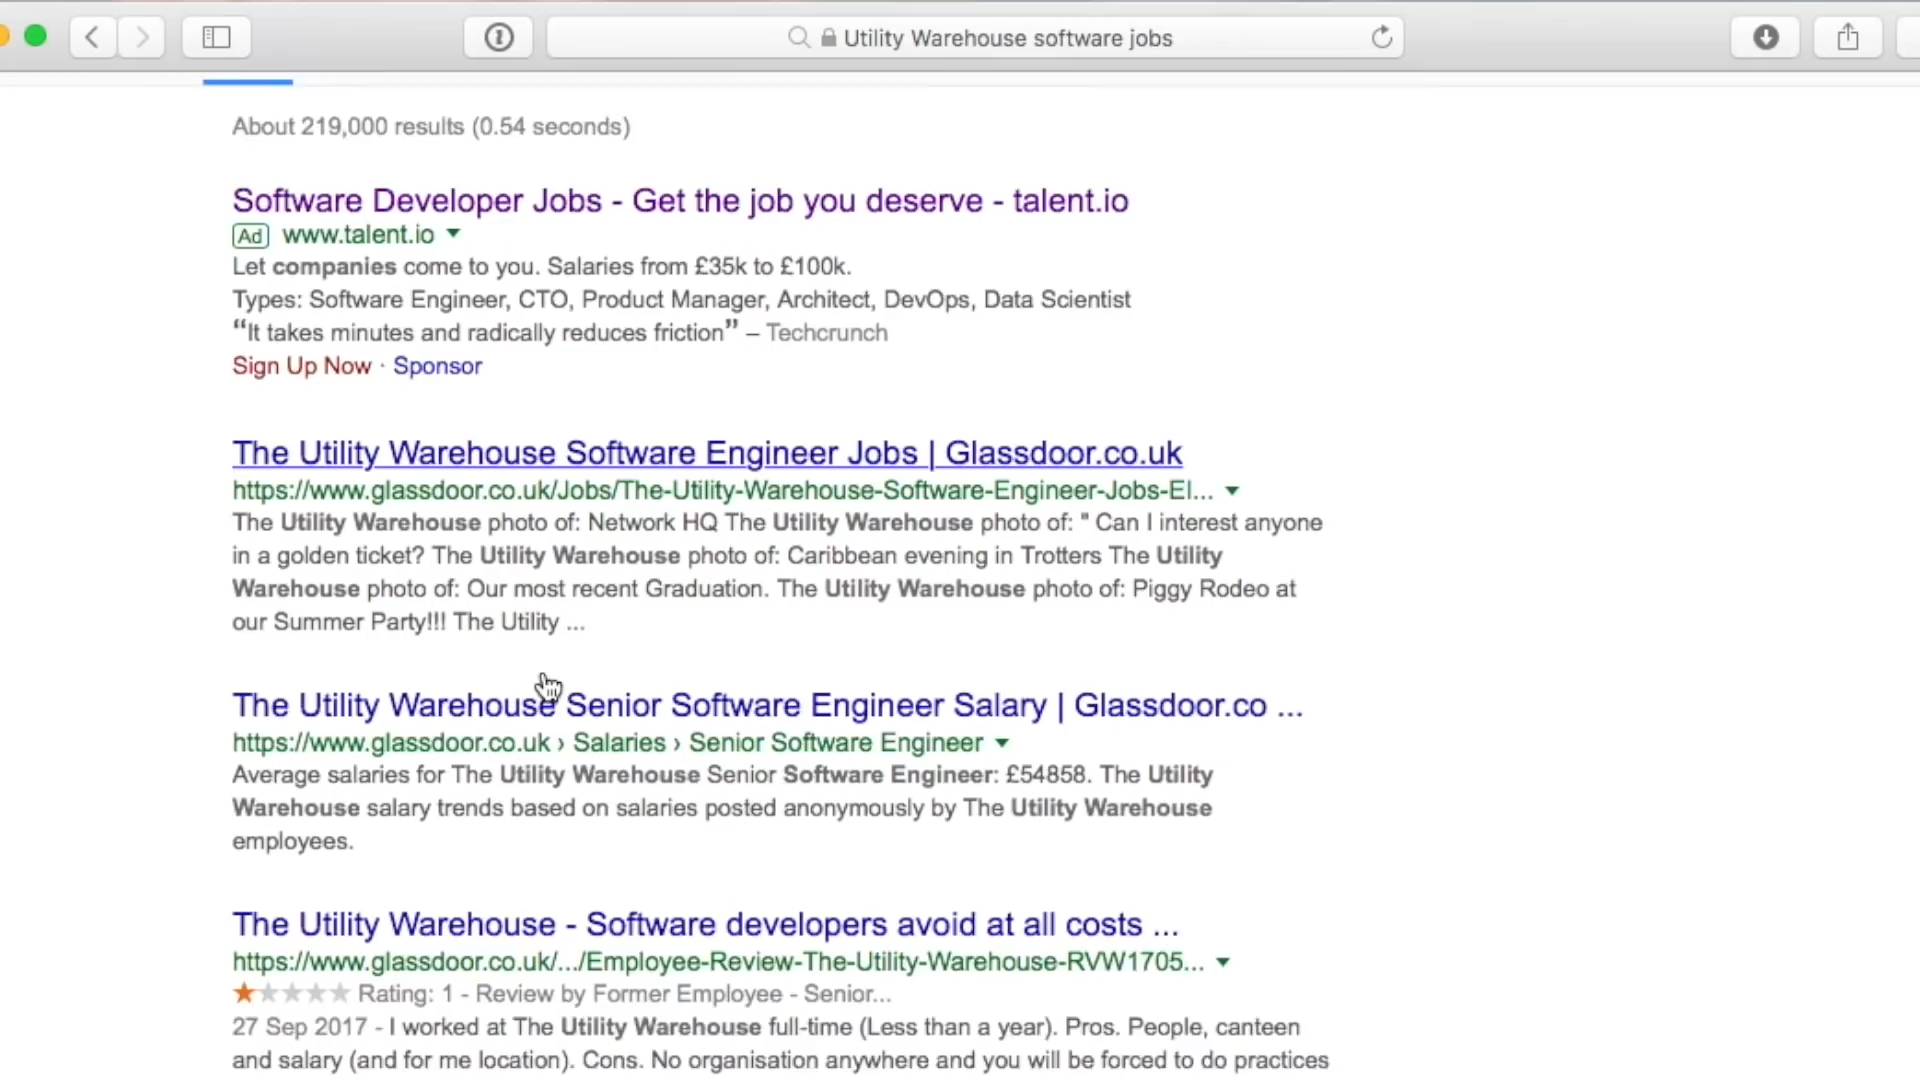 Utility Warehouse software jobs
About 219,000 results (0.54 seconds)
Software Developer Jobs - Get the job you deserve - talent.io
Ad www.talent.io
Let companies come to you. Salaries from £35k to £100k.
Types: Software Engineer, CTO, Product Manager, Architect, DevOps, Data Scientist
“It takes minutes and radically reduces friction” – Techcrunch
Sign Up Now · Sponsor
The Utility Warehouse Software Engineer Jobs | Glassdoor.co.uk
https://www.glassdoor.co.uk/Jobs/The-Utility-Warehouse-Software-Engineer-Jobs-EI...
The Utility Warehouse photo of: Network HQ The Utility Warehouse photo of: " Can I interest anyone
in a golden ticket? The Utility Warehouse photo of: Caribbean evening in Trotters The Utility
Warehouse photo of: Our most recent Graduation. The Utility Warehouse photo of: Piggy Rodeo at
our Summer Party!!! The Utility ...
The Utility Warehouse Senior Software Engineer Salary | Glassdoor.co ...
https://www.glassdoor.co.uk › Salaries › Senior Software Engineer
Average salaries for The Utility Warehouse Senior Software Engineer: £54858. The Utility
Warehouse salary trends based on salaries posted anonymously by The Utility Warehouse
employees.
The Utility Warehouse - Software developers avoid at all costs ...
https://www.glassdoor.co.uk/.../Employee-Review-The-Utility-Warehouse-RVW1705...
Rating: 1 - Review by Former Employee - Senior...
27 Sep 2017 - I worked at The Utility Warehouse full-time (Less than a year). Pros. People, canteen
and salary (and for me location). Cons. No organisation anywhere and you will be forced to do practices